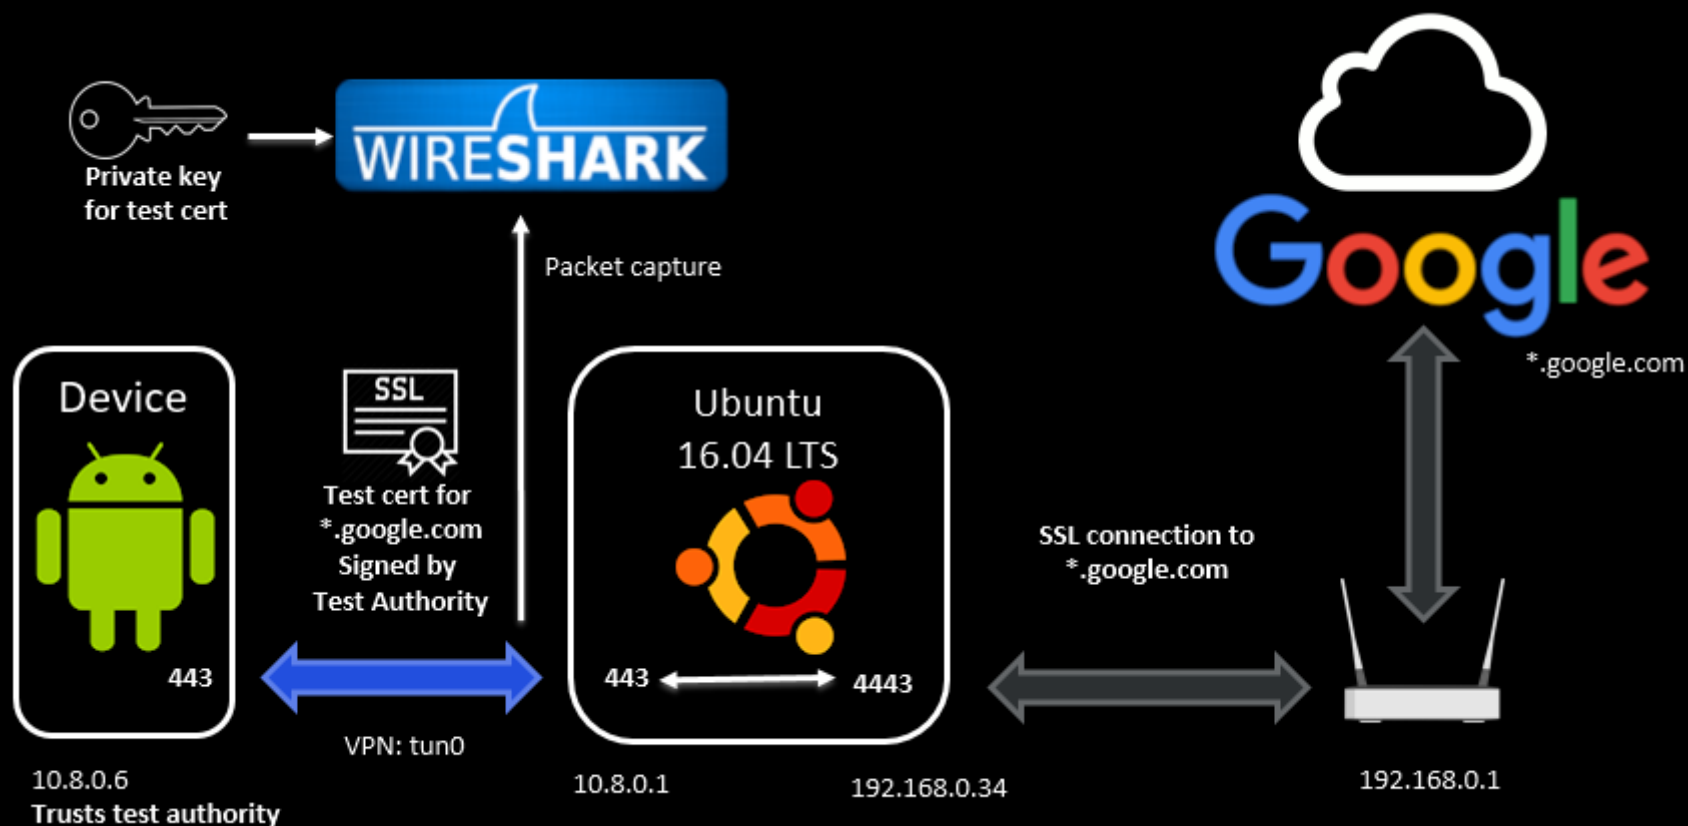 WIRESHARK
Private key
for test cert
Packet capture
Google
*.google.com
Device
443
10.8.0.6
Trusts test authority
SSL
Test cert for
*.google.com
Signed by
Test Authority
VPN: tun0
Ubuntu
16.04 LTS
443
4443
10.8.0.1
192.168.0.34
SSL connection to
*.google.com
192.168.0.1